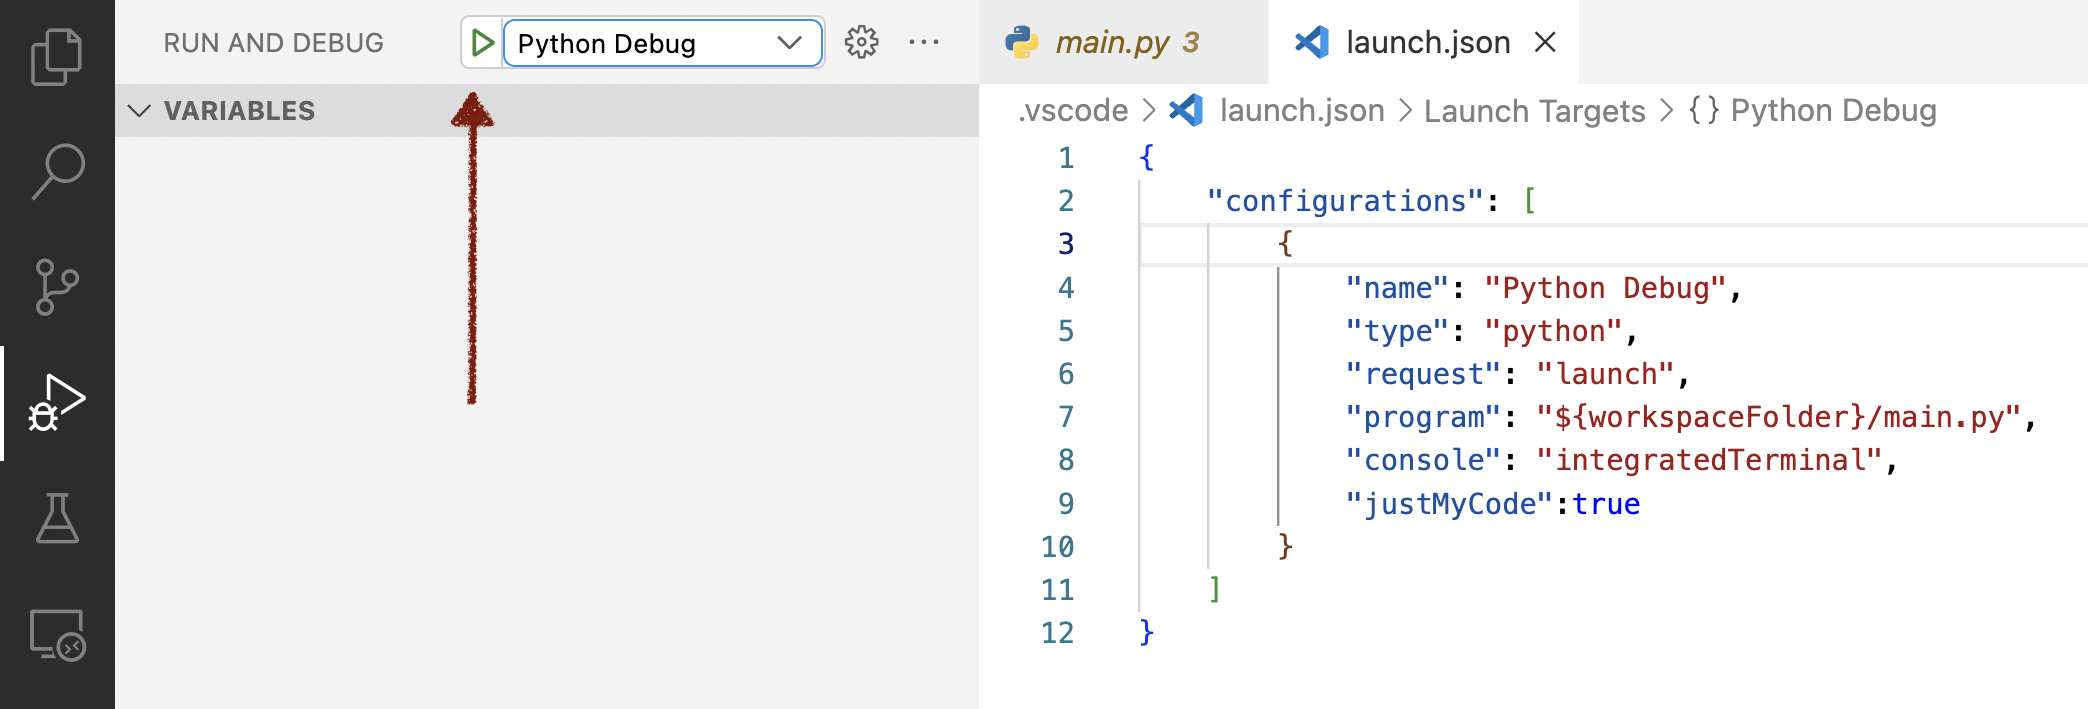 RUN AND DEBUG
Python Debug
VARIABLES
main.py 3
launch.json
.vscode > launch.json > Launch Targets > {} Python Debug
1 {
2 "configurations": [
3 {
4 "name": "Python Debug",
5 "type": "python",
6 "request": "launch",
7 "program": "${workspaceFolder}/main.py",
8 "console": "integratedTerminal",
9 "justMyCode":true
10 }
11 ]
12 }